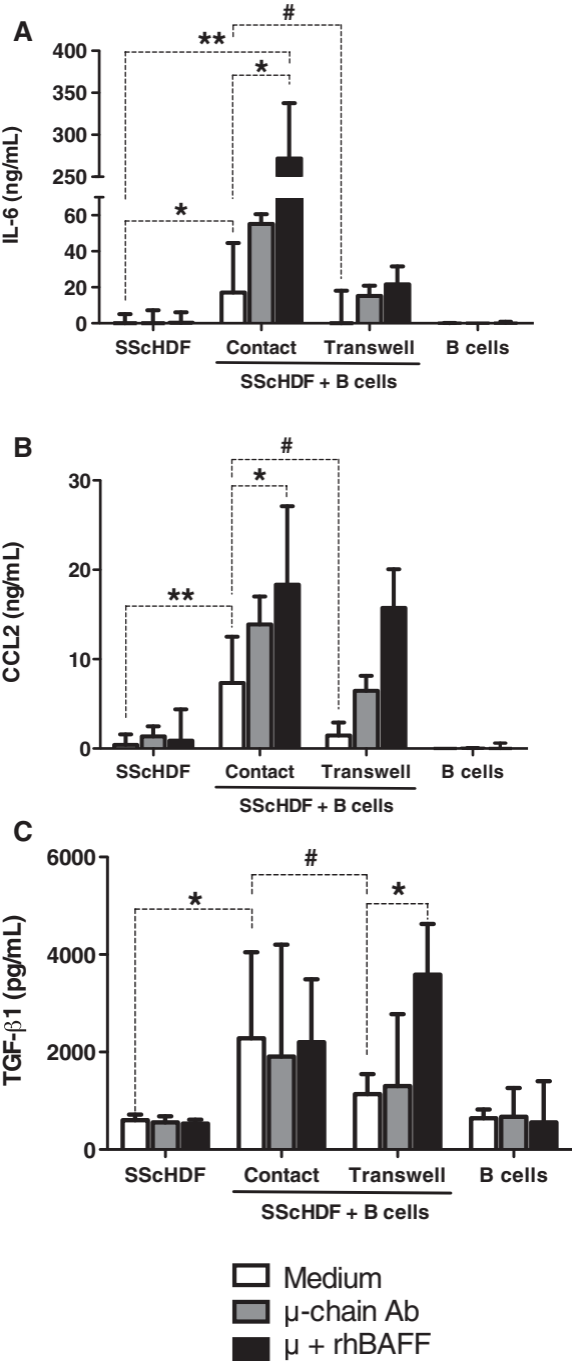 A
#
**
*
*
400
350
300
250
60
40
20
0
IL-6 (ng/mL)
SScHDF Contact Transwell B cells
SScHDF + B cells
B
#
*
**
30
20
10
0
CCL2 (ng/mL)
SScHDF Contact Transwell B cells
SScHDF + B cells
C
#
*
*
6000
4000
2000
0
TGF-β1 (pg/mL)
SScHDF Contact Transwell B cells
SScHDF + B cells
Medium
μ-chain Ab
μ + rhBAFF